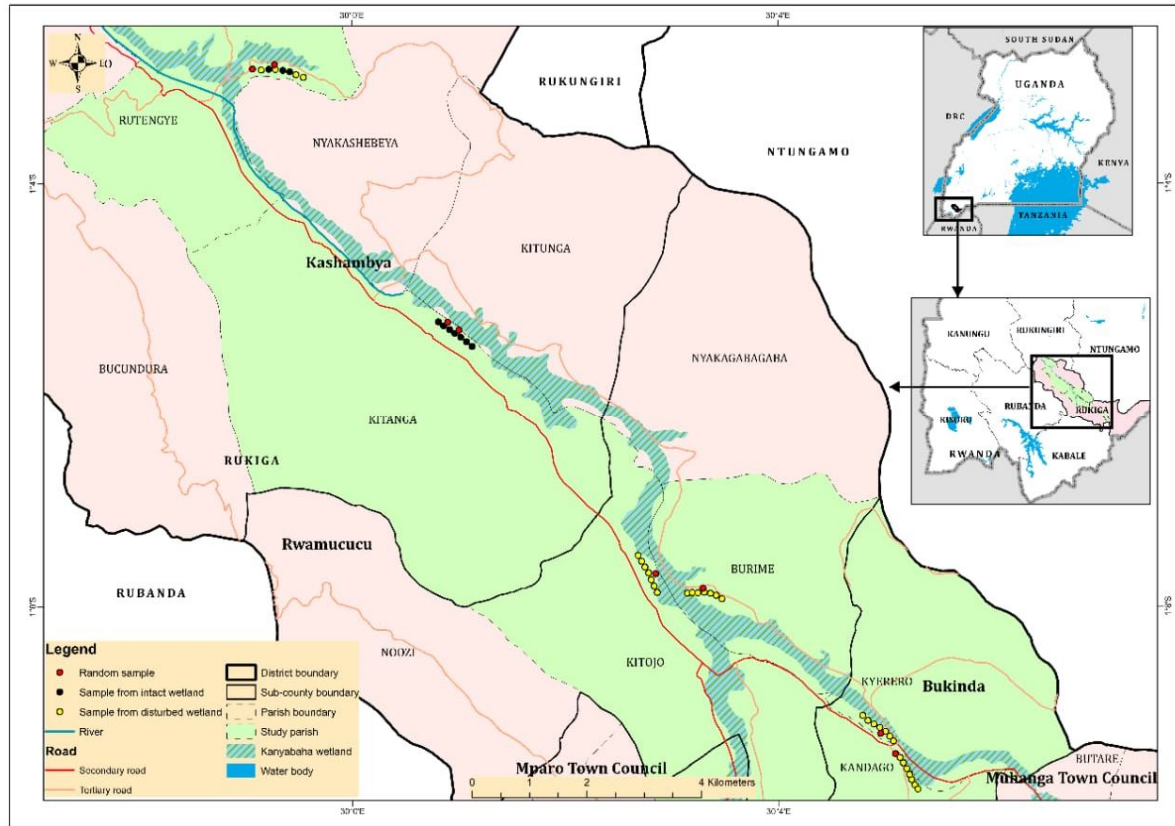 30°0'E
30°4'E
N
W
E
S
RUTENGYE
NYAKASHEBEYA
RUKUNGIRI
NTUNGAMO
1°4'S
1°4'S
KITUNGA
Kashambya
BUCUNDURA
KITANGA
NYAKAGABAGABA
RUKIGA
Rwamucucu
RUBANDA
BURIME
1°8'S
NOOZI
KITOJO
KYERERO
Bukinda
KANDAGO
BUTARE
Mparo Town Council
Muhanga Town Council
0 1 2 4 Kilometers
30°0'E
30°4'E
Legend
Random sample
Sample from intact wetland
Sample from disturbed wetland
River
Road
Secondary road
Tertiary road
District boundary
Sub-county boundary
Parish boundary
Study parish
Kanyabaha wetland
Water body
SOUTH SUDAN
UGANDA
DRC
KENYA
TANZANIA
RWANDA
KANUNGU
RUKUNGIRI
NTUNGAMO
RUBANDA
RUKIGA
KISORO
RWANDA
KABALE